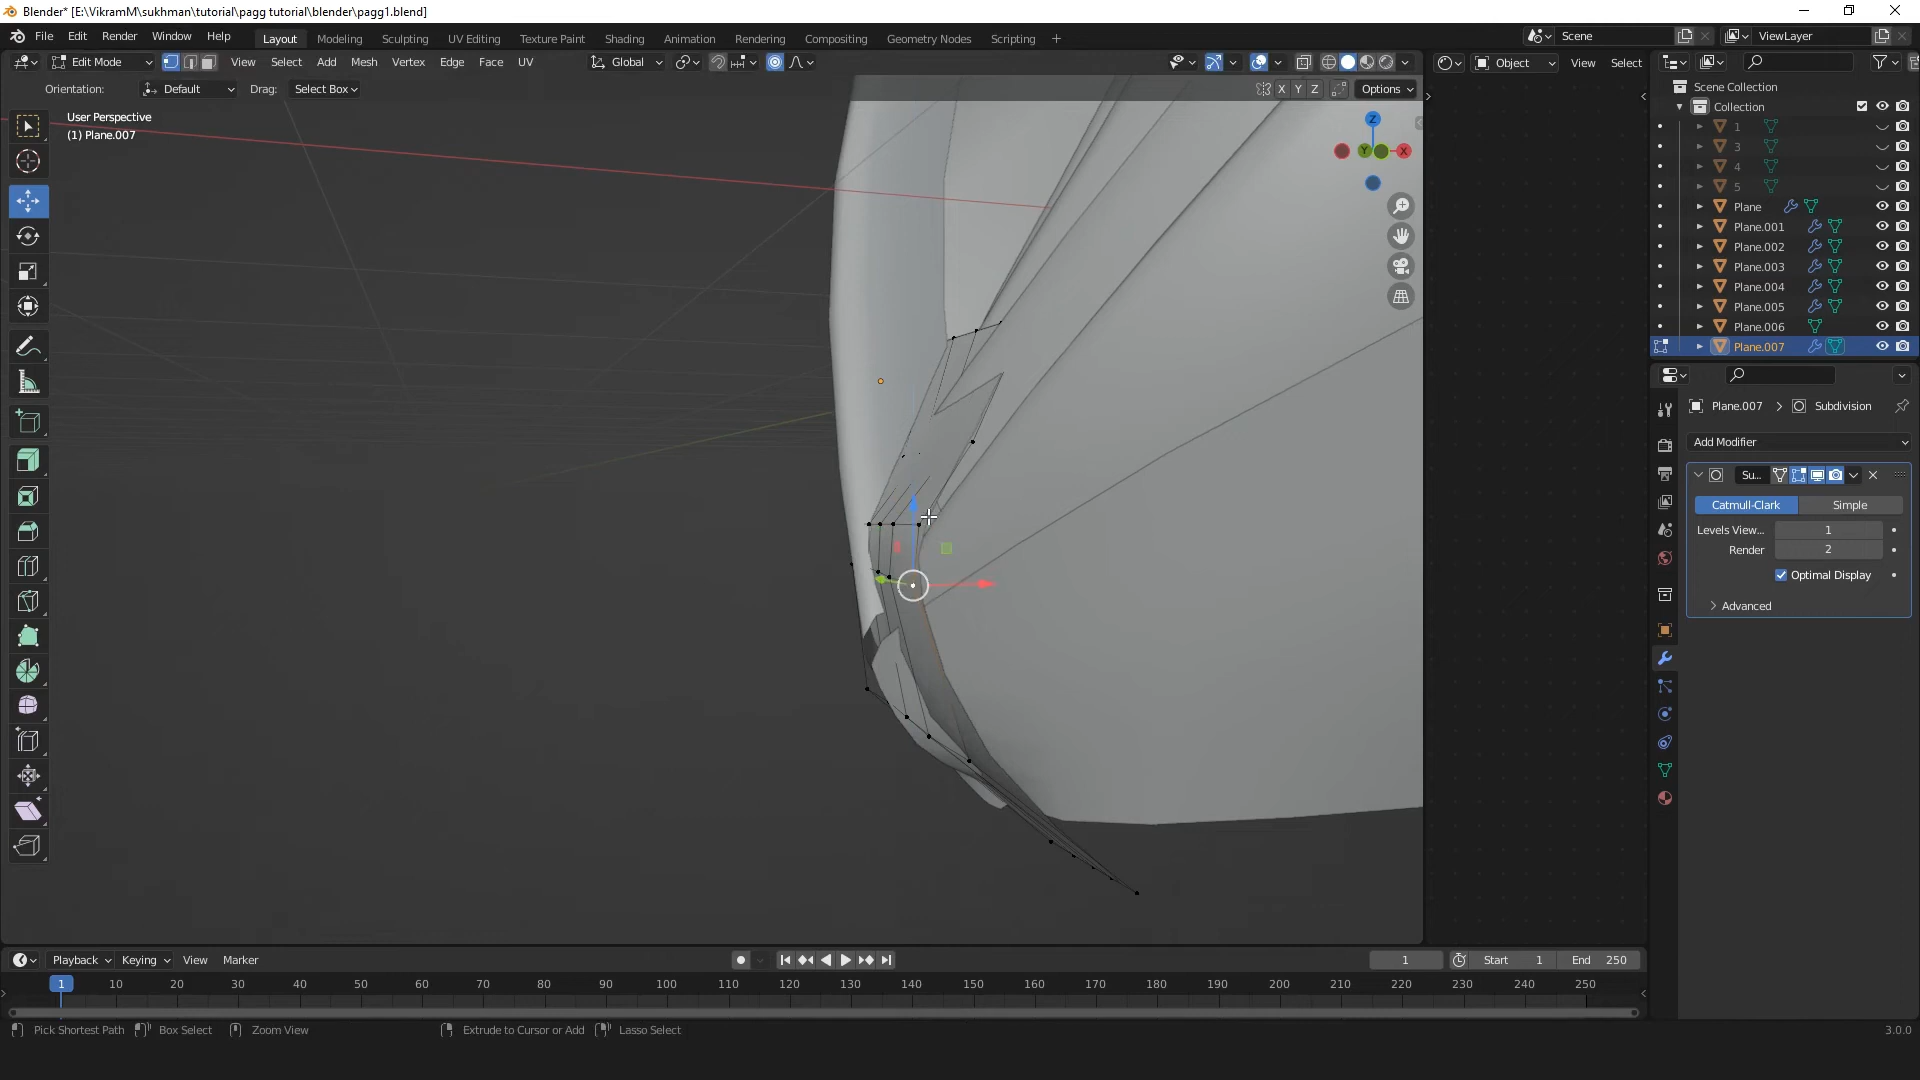 Blender* [E:\VikramM\sukhman\tutorial\pagg tutorial\blender\pagg1.blend]
File Edit Render Window Help Layout Modeling Sculpting UV Editing Texture Paint Shading Animation Rendering Compositing Geometry Nodes Scripting + Scene ViewLayer
Edit Mode View Select Add Mesh Vertex Edge Face UV Global Object View Select
Orientation: Default Drag: Select Box X Y Z Options
Scene Collection
Collection
1
3
4
5
Plane
Plane.001
Plane.002
Plane.003
Plane.004
Plane.005
Plane.006
Plane.007
User Perspective
(1) Plane.007
Z
Y
X
Plane.007 > Subdivision
Add Modifier
Su...
Catmull-Clark Simple
Levels View... 1
Render 2
Optimal Display
Advanced
Playback Keying View Marker 1 Start 1 End 250
1 10 20 30 40 50 60 70 80 90 100 110 120 130 140 150 160 170 180 190 200 210 220 230 240 250
Pick Shortest Path Box Select Zoom View Extrude to Cursor or Add Lasso Select 3.0.0